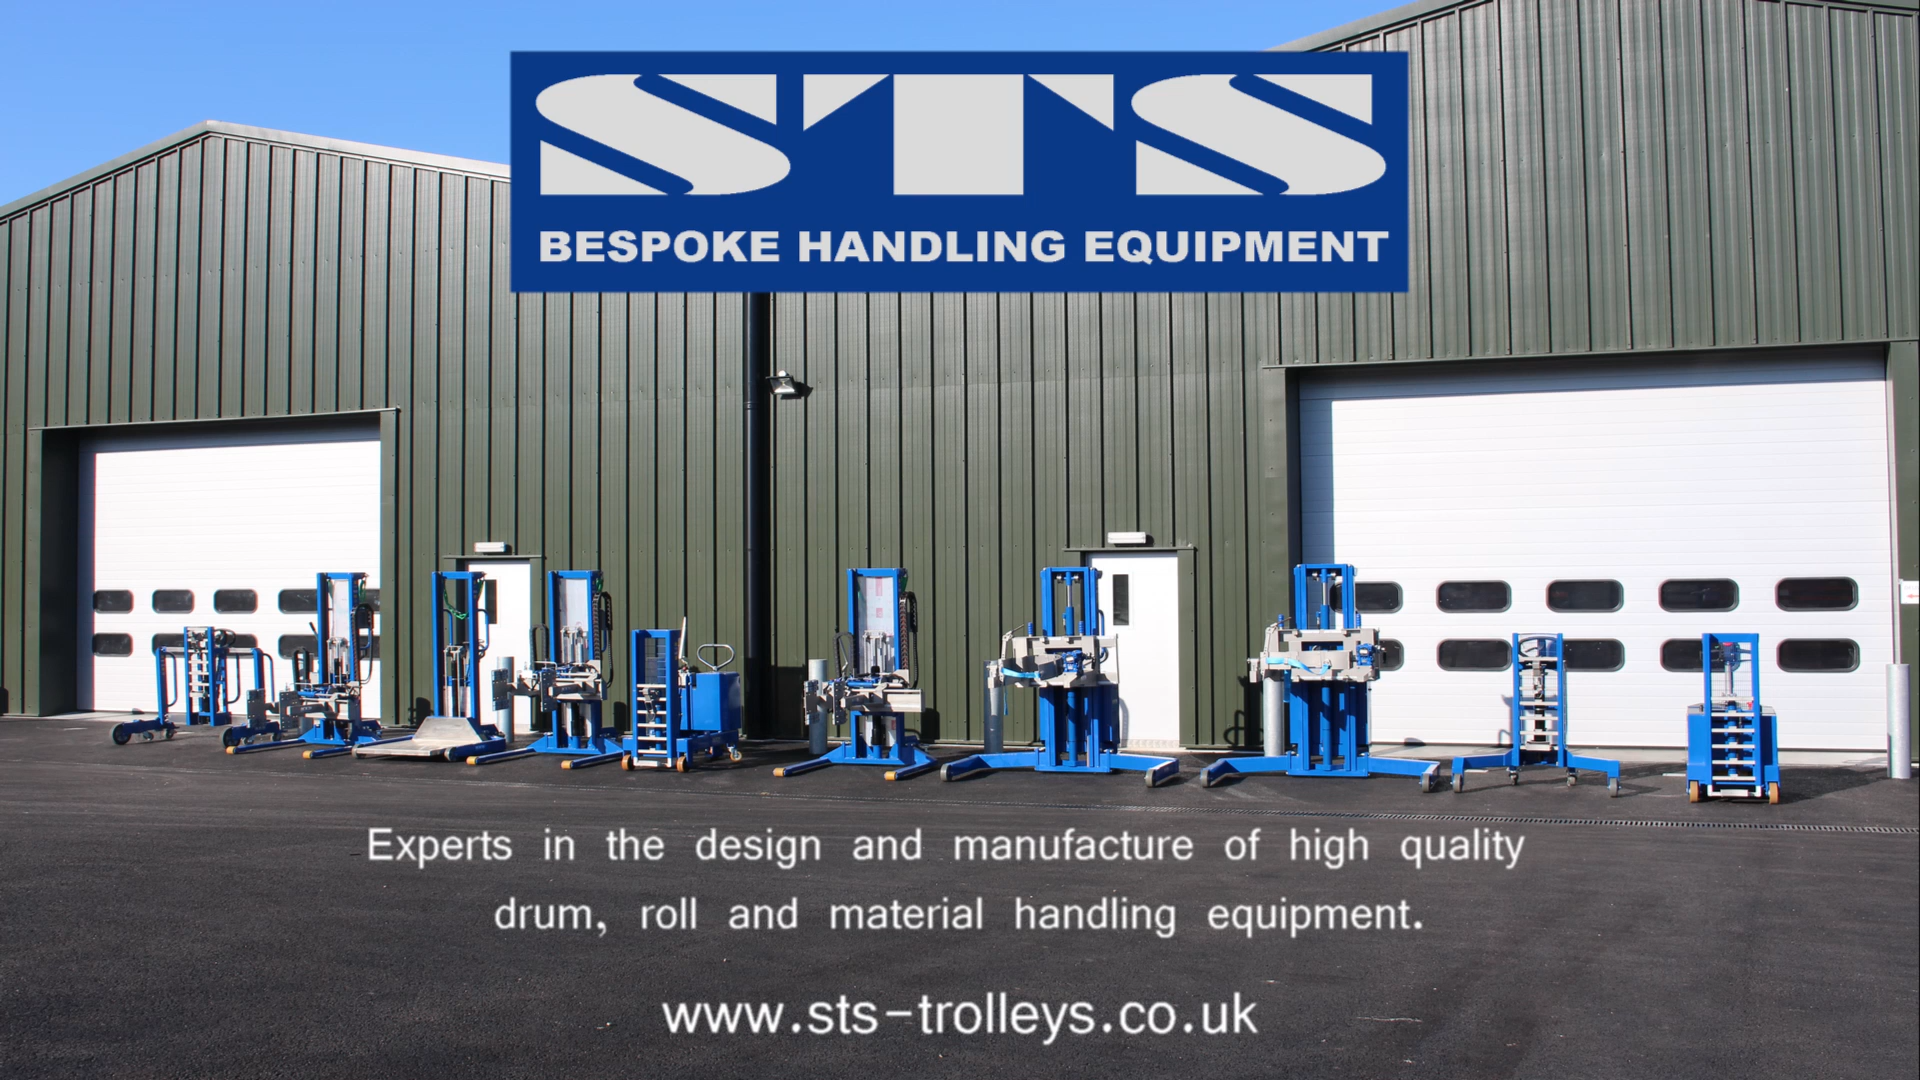 STS
BESPOKE HANDLING EQUIPMENT
Experts in the design and manufacture of high quality
drum, roll and material handling equipment.
www.sts-trolleys.co.uk